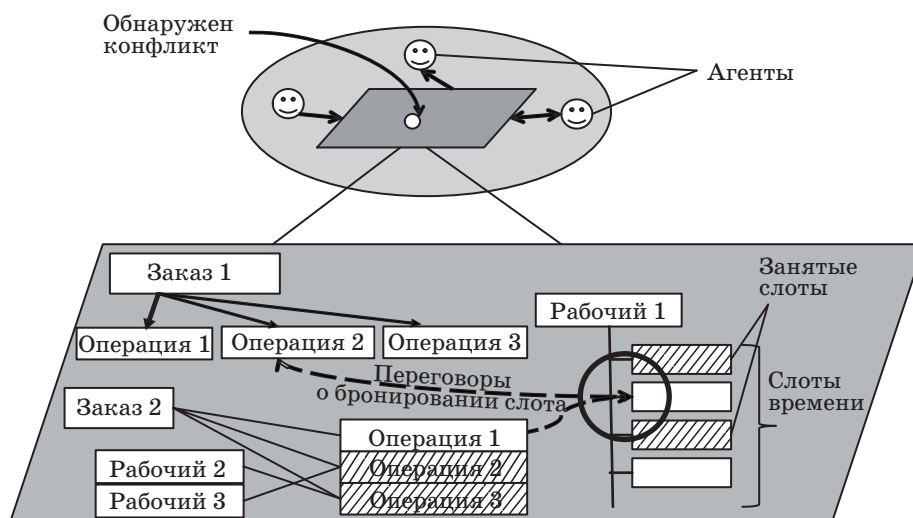 Обнаружен
конфликт
Агенты
Заказ 1
Занятые
слоты
Рабочий 1
Операция 1
Операция 2
Операция 3
Переговоры
о бронировании слота
Слоты
времени
Заказ 2
Операция 1
Рабочий 2
Операция 2
Рабочий 3
Операция 3